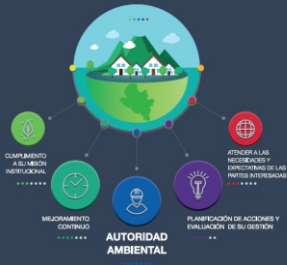 CUMPLIMIENTO
A SU MISIÓN
INSTITUCIONAL
MEJORAMIENTO
CONTINUO
AUTORIDAD
AMBIENTAL
PLANIFICACIÓN DE ACCIONES Y
EVALUACIÓN DE SU GESTIÓN
ATENDER A LAS
NECESIDADES Y
EXPECTATIVAS DE LAS
PARTES INTERESADAS